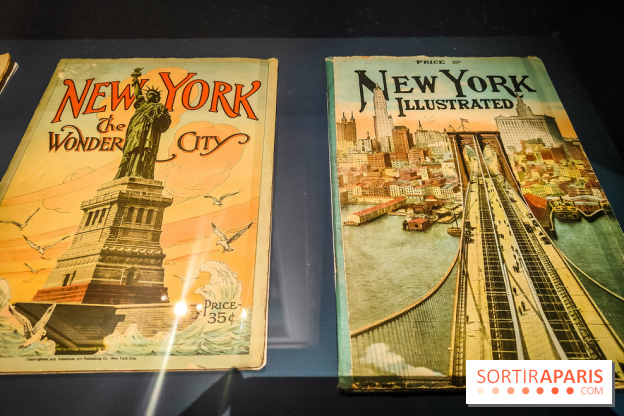 NEW YORK
The
WONDER CITY
PRICE
35¢
PRICE
NEW YORK
ILLUSTRATED
SORTIRAPARIS
.COM